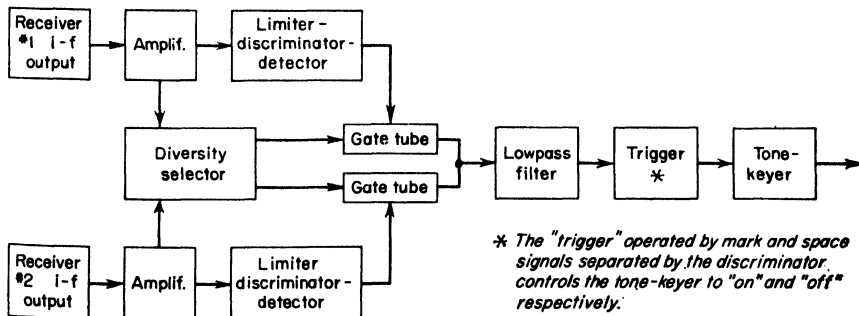 Receiver
#1 i-f
output
Amplif.
Limiter-
discriminator-
detector
Diversity
selector
Gate tube
Gate tube
Lowpass
filter
Trigger
*
Tone-
keyer
Receiver
#2 i-f
output
Amplif.
Limiter
discriminator-
detector
* The "trigger" operated by mark and space
signals separated by the discriminator
controls the tone-keyer to "on" and "off"
respectively.